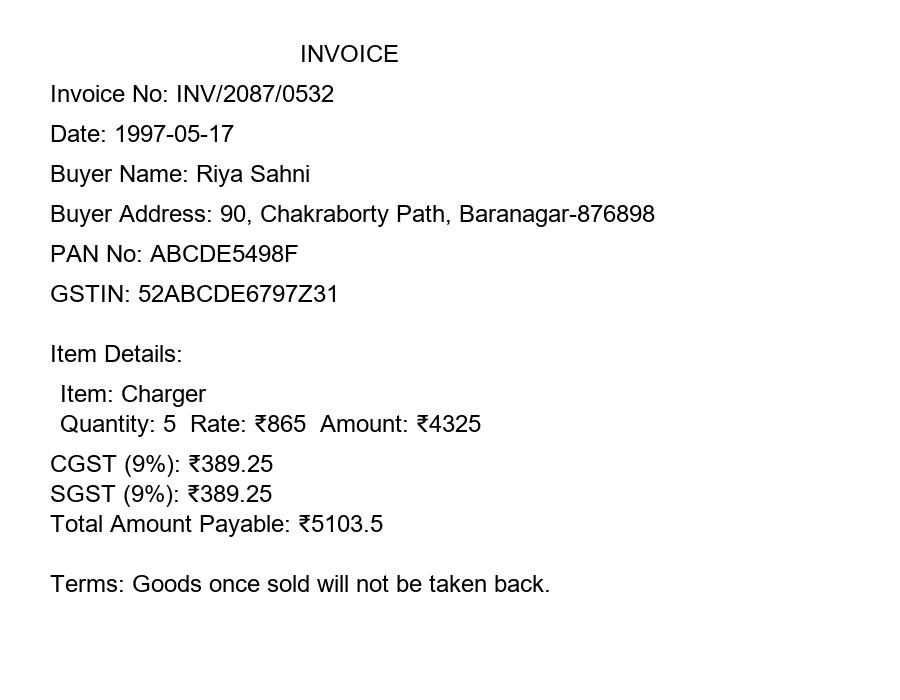 INVOICE
Invoice No: INV/2087/0532
Date: 1997-05-17
Buyer Name: Riya Sahni
Buyer Address: 90, Chakraborty Path, Baranagar-876898
PAN No: ABCDE5498F
GSTIN: 52ABCDE6797Z31
Item Details:
Item: Charger
Quantity: 5  Rate: ₹865  Amount: ₹4325
CGST (9%): ₹389.25
SGST (9%): ₹389.25
Total Amount Payable: ₹5103.5
Terms: Goods once sold will not be taken back.